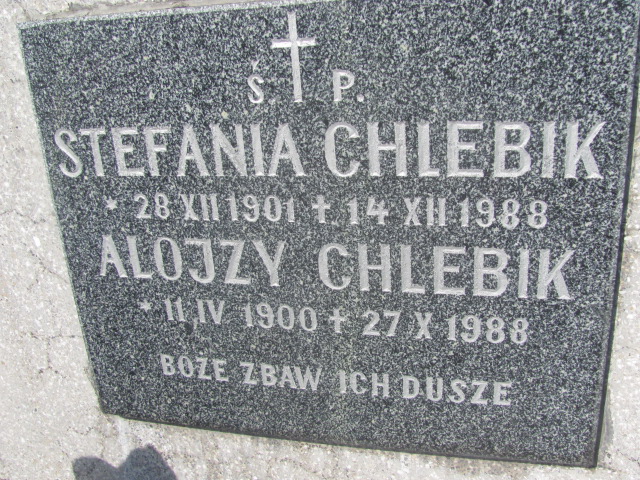 Ś. P.
STEFANIA CHLEBIK
* 28 XII 1901 + 14 XII 1988
ALOJZY CHLEBIK
* 11 IV 1900 + 27 X 1988
BOŻE ZBAW ICH DUSZE